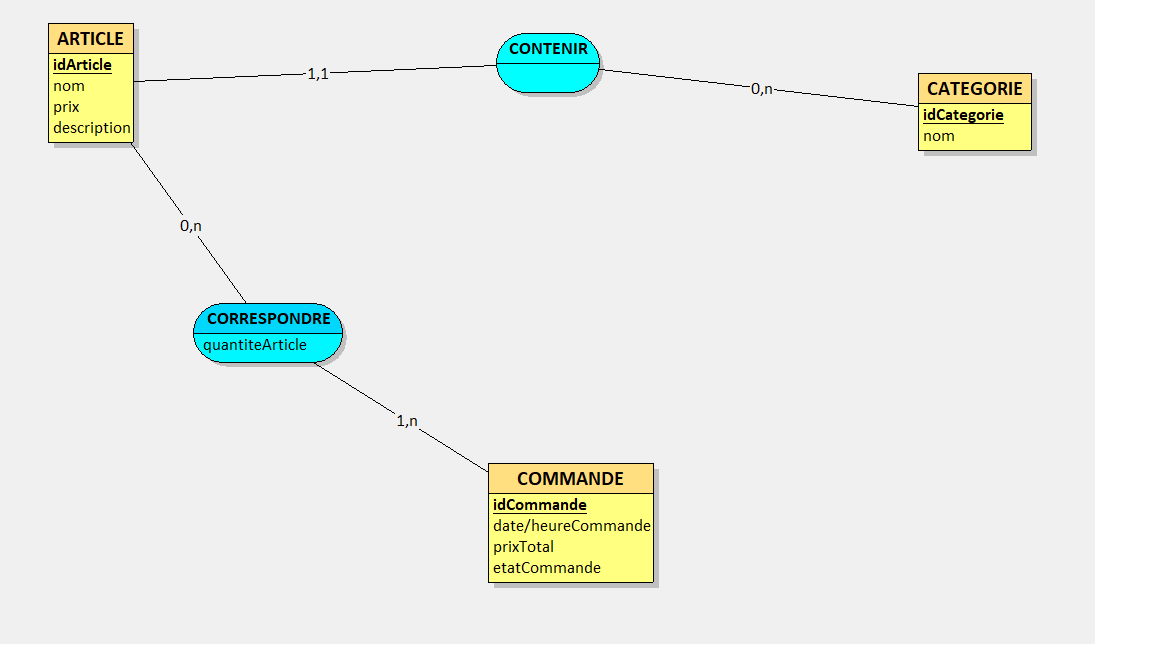 ARTICLE
idArticle
nom
prix
description
1,1
CONTENIR
0,n
CATEGORIE
idCategorie
nom
0,n
CORRESPONDRE
quantiteArticle
1,n
COMMANDE
idCommande
date/heureCommande
prixTotal
etatCommande